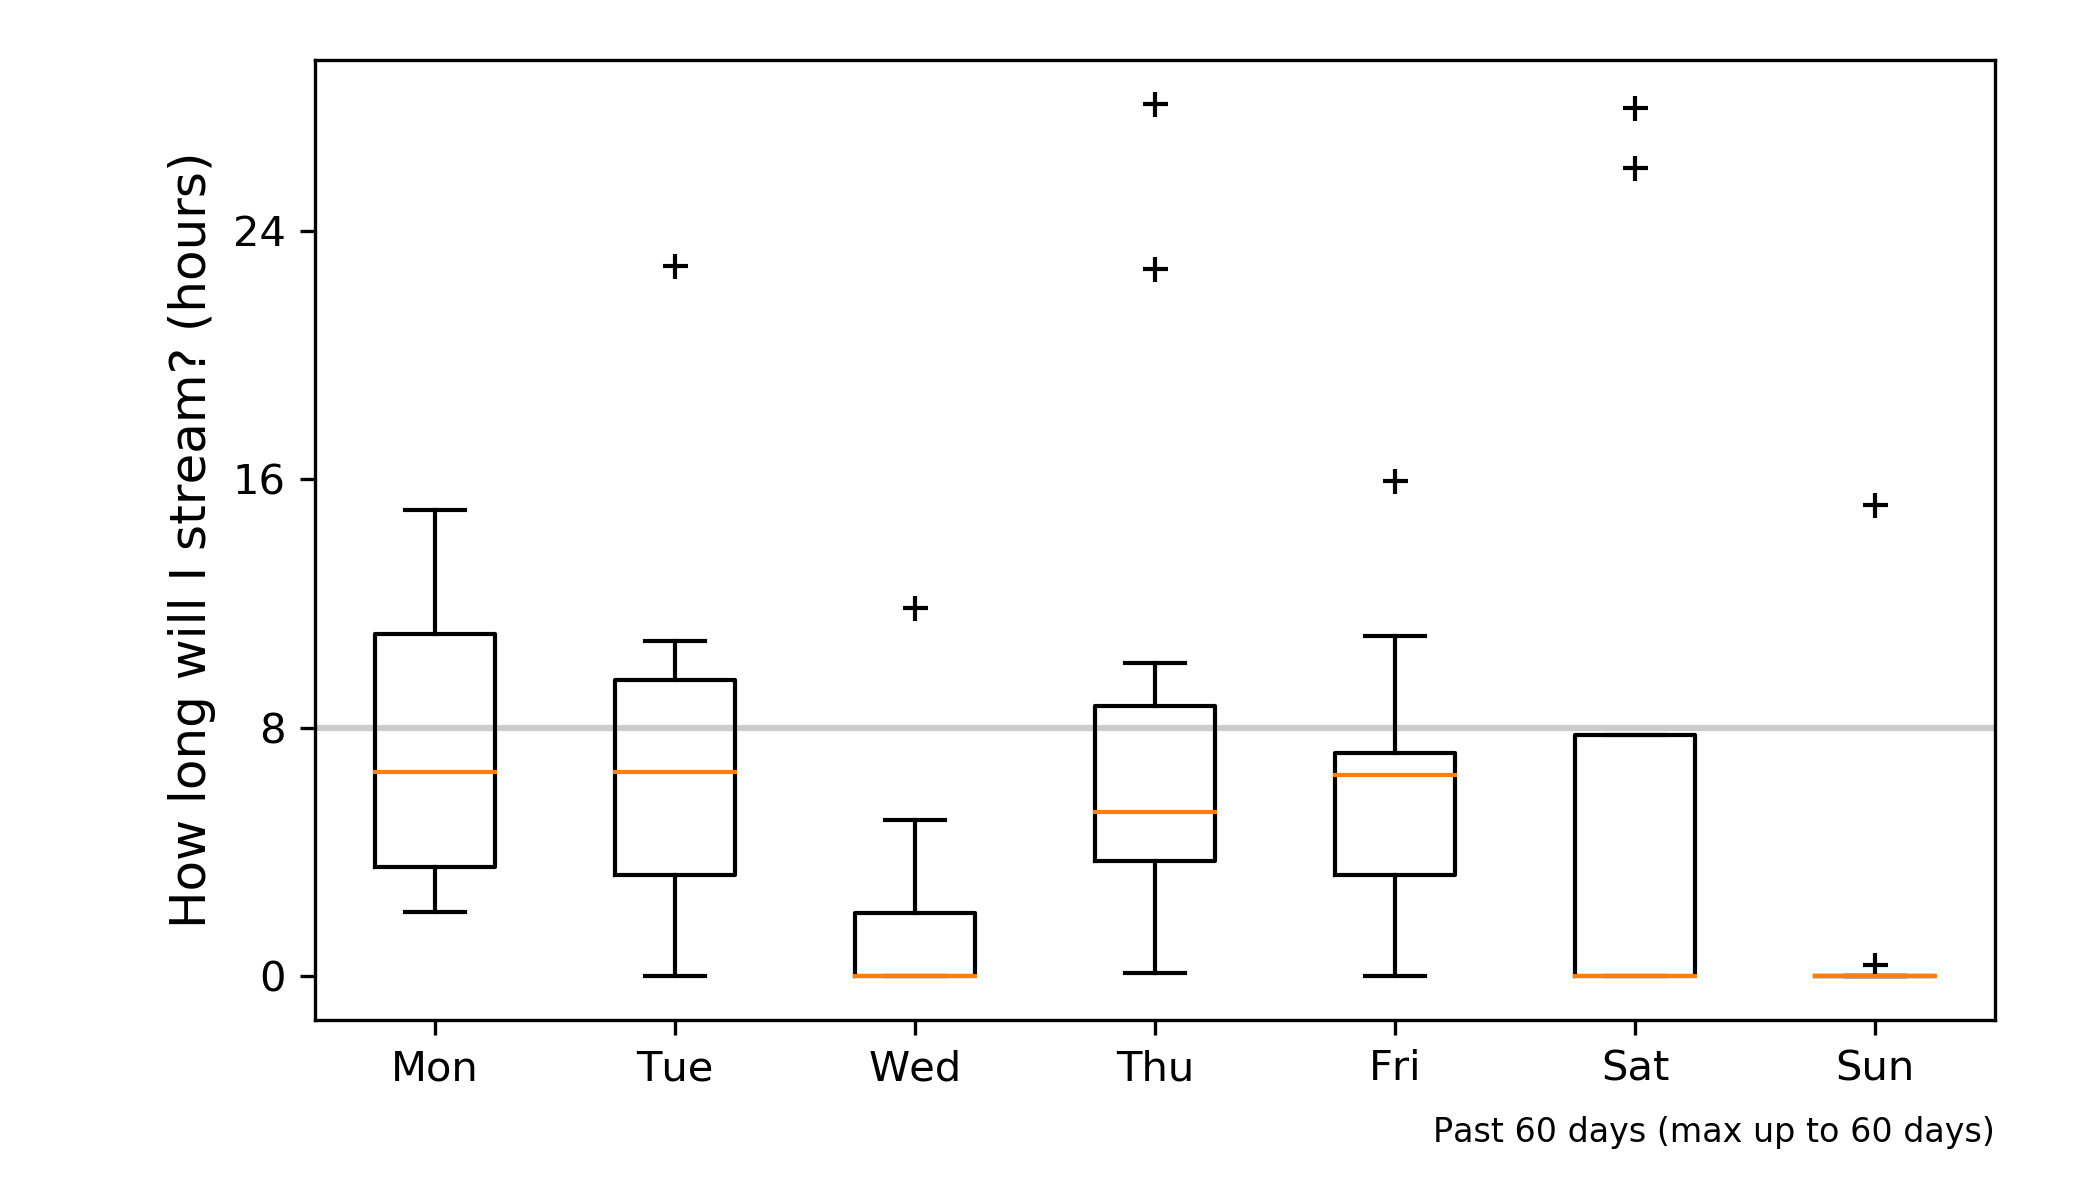 How long will I stream? (hours)
24
16
8
0
Mon Tue Wed Thu Fri Sat Sun
Past 60 days (max up to 60 days)